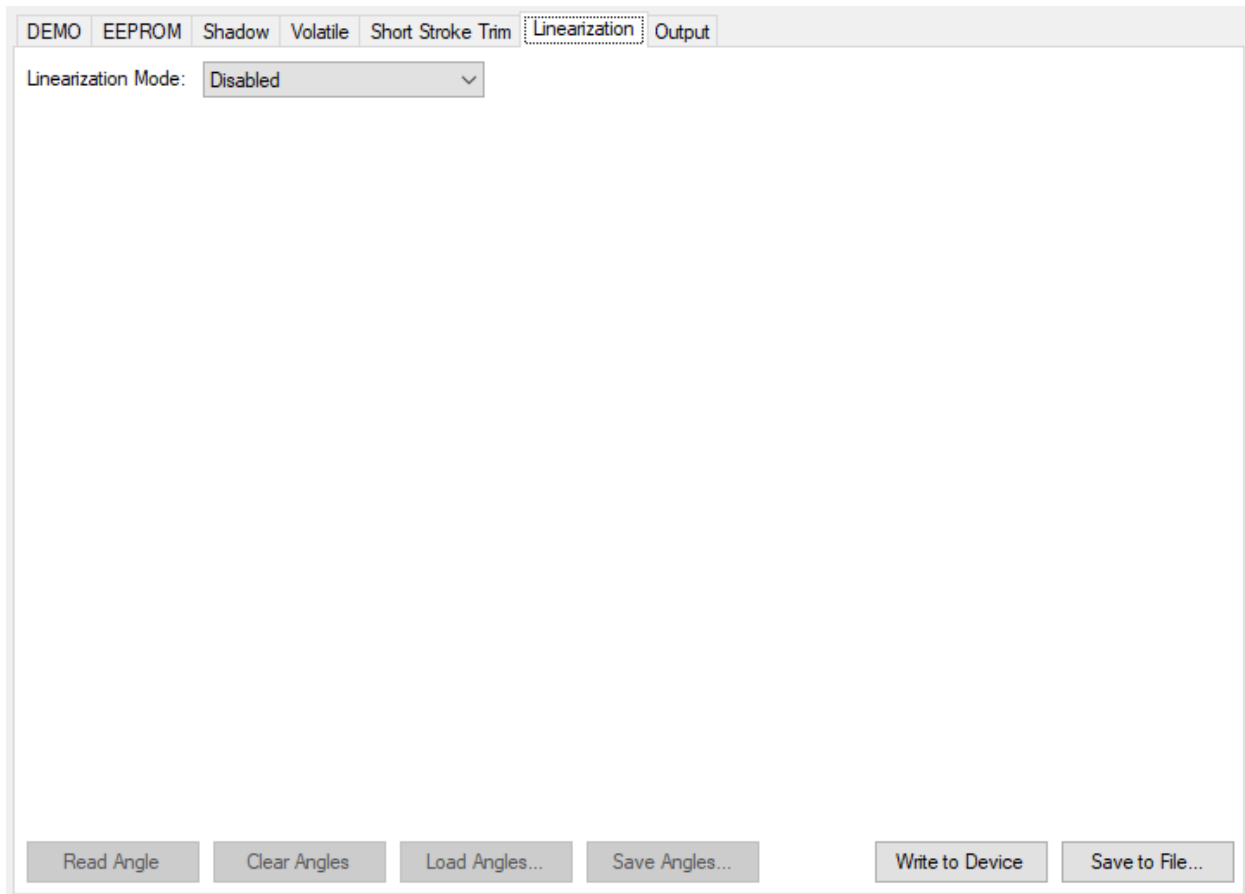 DEMO EEPROM Shadow Volatile Short Stroke Trim Linearization Output
Linearization Mode: Disabled
Read Angle Clear Angles Load Angles... Save Angles... Write to Device Save to File...